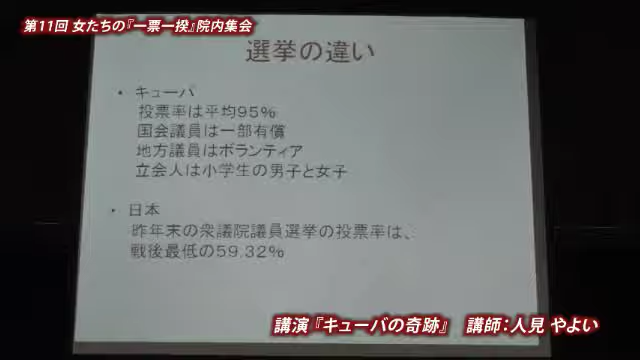 第11回 女たちの『一票一揆』院内集会
選挙の違い
• キューバ
投票率は平均95%
国会議員は一部有償
地方議員はボランティア
立会人は小学生の男子と女子
• 日本
昨年末の衆議院議員選挙の投票率は、
戦後最低の59.32%
講演『キューバの奇跡』 講師:人見 やよい